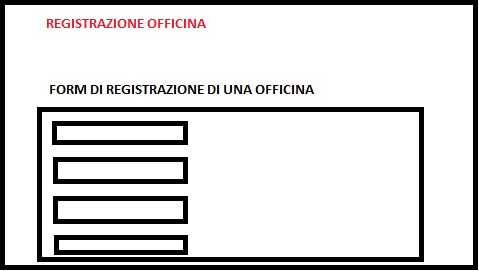 REGISTRAZIONE OFFICINA
FORM DI REGISTRAZIONE DI UNA OFFICINA